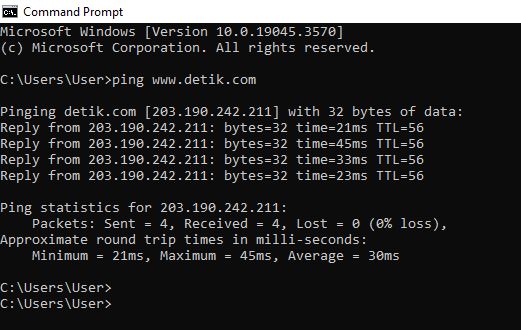 Command Prompt
Microsoft Windows [Version 10.0.19045.3570]
(c) Microsoft Corporation. All rights reserved.
C:\Users\User>ping www.detik.com
Pinging detik.com [203.190.242.211] with 32 bytes of data:
Reply from 203.190.242.211: bytes=32 time=21ms TTL=56
Reply from 203.190.242.211: bytes=32 time=45ms TTL=56
Reply from 203.190.242.211: bytes=32 time=33ms TTL=56
Reply from 203.190.242.211: bytes=32 time=23ms TTL=56
Ping statistics for 203.190.242.211:
    Packets: Sent = 4, Received = 4, Lost = 0 (0% loss),
Approximate round trip times in milli-seconds:
    Minimum = 21ms, Maximum = 45ms, Average = 30ms
C:\Users\User>
C:\Users\User>